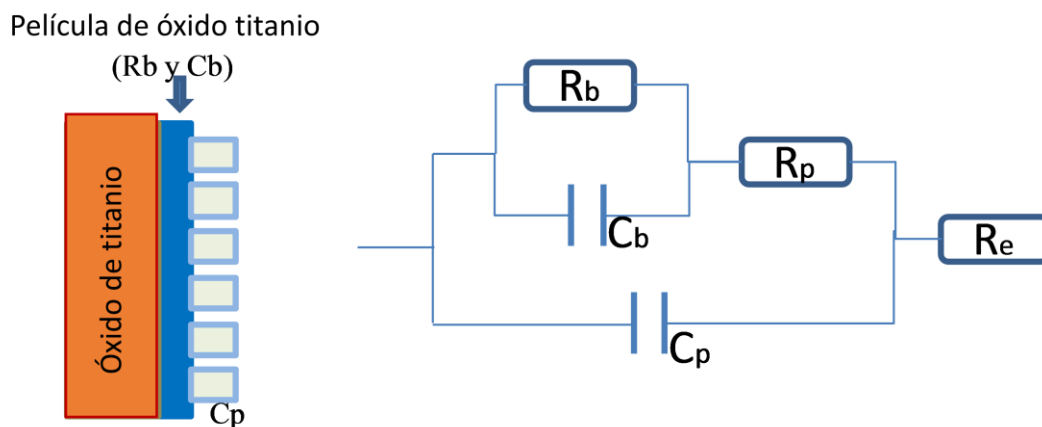 Película de óxido titanio
(Rb y Cb)
Óxido de titanio
Cp
Rb
Cb
Rp
Re
Cp